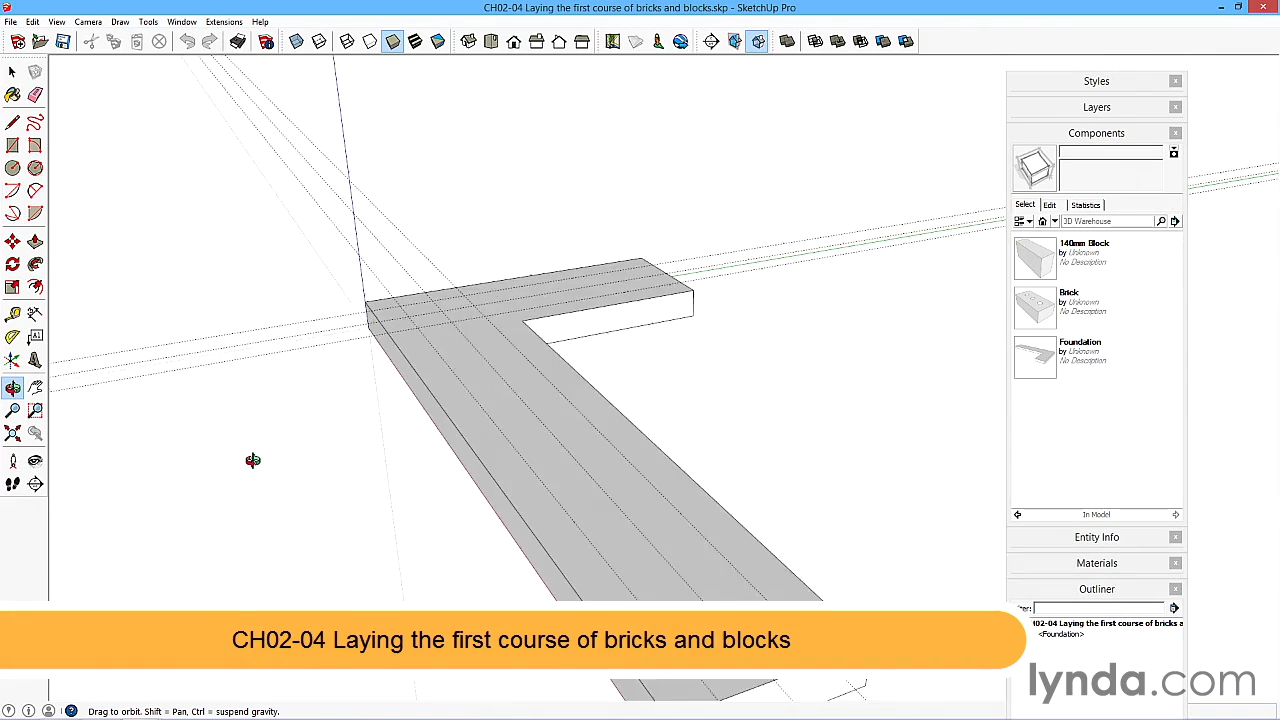 CH02-04 Laying the first course of bricks and blocks.skp - SketchUp Pro
File Edit View Camera Draw Tools Window Extensions Help
Styles
Layers
Components
Select Edit Statistics
3D Warehouse
140mm Block
by Unknown
No Description
Brick
by Unknown
No Description
Foundation
by Unknown
No Description
In Model
Entity Info
Materials
Outliner
ter:
02-04 Laying the first course of bricks a
<Foundation>
CH02-04 Laying the first course of bricks and blocks
lynda.com
Drag to orbit. Shift = Pan, Ctrl = suspend gravity.